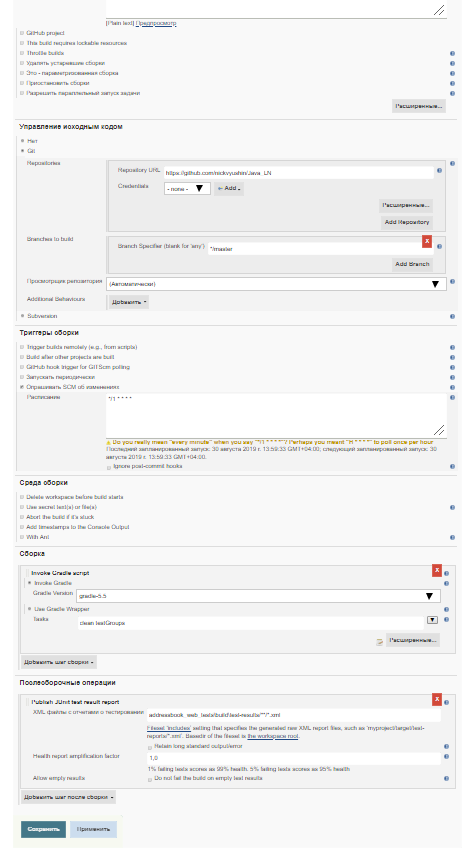 [Plain text] Предпросмотр
GitHub project
This build requires lockable resources
Throttle builds
Удалять устаревшие сборки
Это - параметризованная сборка
Приостановить сборки
Разрешить параллельный запуск задачи
Расширенные...
Управление исходным кодом
Нет
Git
Repositories
Repository URL
https://github.com/nickvyushin/Java_LN
Credentials
- none -
Add
Расширенные...
Add Repository
Branches to build
X
Branch Specifier (blank for 'any')
*/master
Add Branch
Просмотрщик репозитория
(Автоматически)
Additional Behaviours
Добавить
Subversion
Триггеры сборки
Trigger builds remotely (e.g., from scripts)
Build after other projects are built
GitHub hook trigger for GITScm polling
Запускать периодически
Опрашивать SCM об изменениях
Расписание
*/1 * * * *
Do you really mean "every minute" when you say "*/1 * * * *"? Perhaps you meant "H * * * *" to poll once per hour
Последний запланированный запуск: 30 августа 2019 г. 13:59:33 GMT+04:00; следующий запланированный запуск: 30
августа 2019 г. 13:59:33 GMT+04:00.
Ignore post-commit hooks
Среда сборки
Delete workspace before build starts
Use secret text(s) or file(s)
Abort the build if it's stuck
Add timestamps to the Console Output
With Ant
Сборка
X
Invoke Gradle script
Invoke Gradle
Gradle Version
gradle-5.5
Use Gradle Wrapper
Tasks
clean testGroups
Расширенные...
Добавить шаг сборки
Послесборочные операции
X
Publish JUnit test result report
XML файлы с отчетами о тестировании
addressbook_web_tests/build/test-results/**/*.xml
Fileset 'includes' setting that specifies the generated raw XML report files, such as 'myproject/target/test-
reports/*.xml'. Basedir of the fileset is the workspace root.
Retain long standard output/error
Health report amplification factor
1,0
1% failing tests scores as 99% health. 5% failing tests scores as 95% health
Allow empty results
Do not fail the build on empty test results
Добавить шаг после сборки
Сохранить
Применить